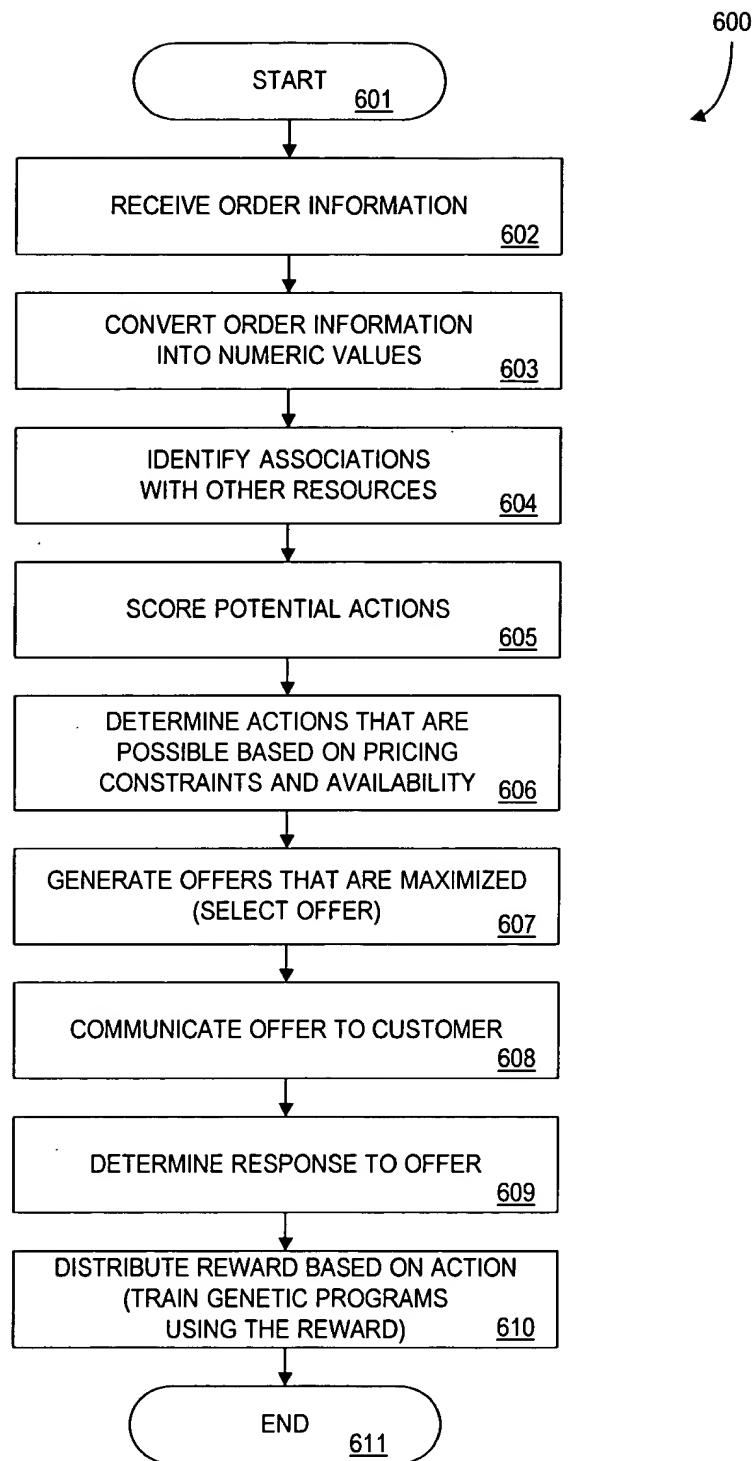 600
START
601
RECEIVE ORDER INFORMATION
602
CONVERT ORDER INFORMATION
INTO NUMERIC VALUES
603
IDENTIFY ASSOCIATIONS
WITH OTHER RESOURCES
604
SCORE POTENTIAL ACTIONS
605
DETERMINE ACTIONS THAT ARE
POSSIBLE BASED ON PRICING
CONSTRAINTS AND AVAILABILITY
606
GENERATE OFFERS THAT ARE MAXIMIZED
(SELECT OFFER)
607
COMMUNICATE OFFER TO CUSTOMER
608
DETERMINE RESPONSE TO OFFER
609
DISTRIBUTE REWARD BASED ON ACTION
(TRAIN GENETIC PROGRAMS
USING THE REWARD)
610
END
611